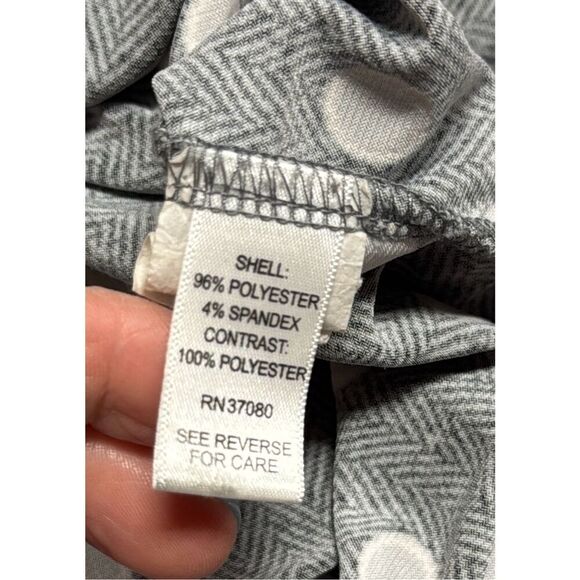 SHELL:
96% POLYESTER
4% SPANDEX
CONTRAST:
100% POLYESTER
RN37080
SEE REVERSE
FOR CARE